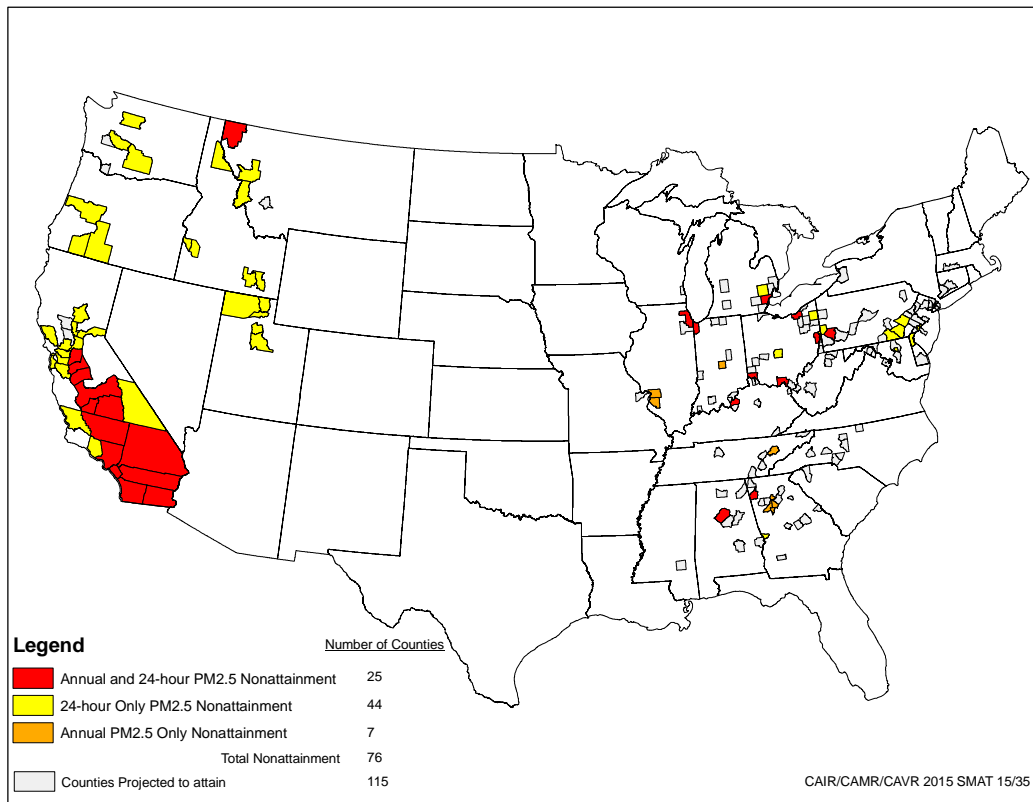 Legend
Number of Counties
Annual and 24-hour PM2.5 Nonattainment 25
24-hour Only PM2.5 Nonattainment 44
Annual PM2.5 Only Nonattainment 7
Total Nonattainment 76
Counties Projected to attain 115
CAIR/CAMR/CAVR 2015 SMAT 15/35